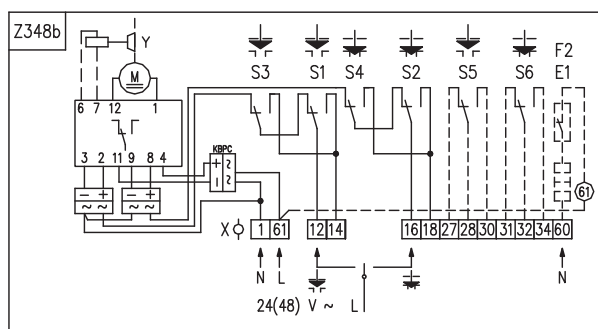 Z348b
Y
M
6 7 12 1
3 2 11 9 8 4
KBPC
+ ~
− ~
− +
~ ~
− +
~ ~
S3 S1 S4 S2 S5 S6 F2
E1
61
X 1 61 12 14 16 18 27 28 30 31 32 34 60
N L N
24(48) V ~ L